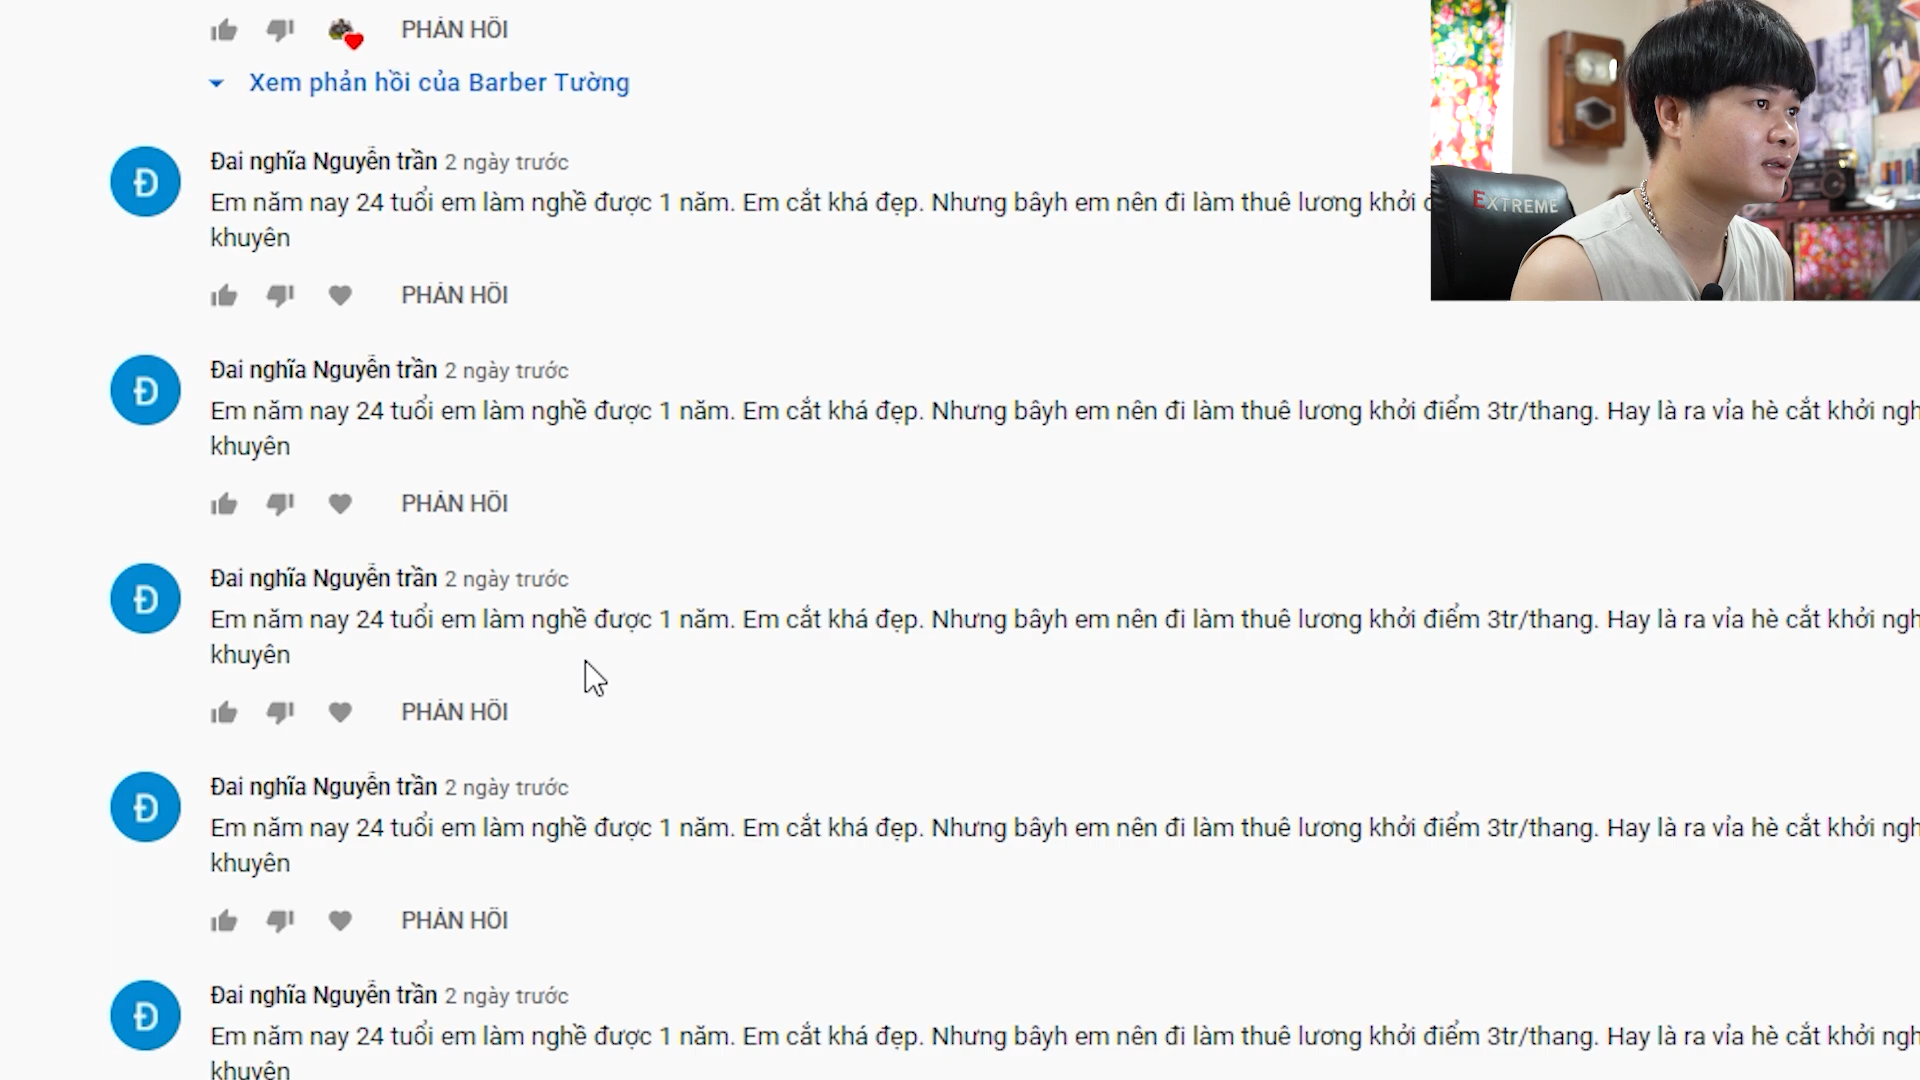 PHẢN HỒI
Xem phản hồi của Barber Tường
Đ
Đai nghĩa Nguyễn trần 2 ngày trước
Em năm nay 24 tuổi em làm nghề được 1 năm. Em cắt khá đẹp. Nhưng bâyh em nên đi làm thuê lương khởi
khuyên
EXTREME
PHẢN HỒI
Đ
Đai nghĩa Nguyễn trần 2 ngày trước
Em năm nay 24 tuổi em làm nghề được 1 năm. Em cắt khá đẹp. Nhưng bâyh em nên đi làm thuê lương khởi điểm 3tr/thang. Hay là ra vỉa hè cắt khởi ngh
khuyên
PHẢN HỒI
Đ
Đai nghĩa Nguyễn trần 2 ngày trước
Em năm nay 24 tuổi em làm nghề được 1 năm. Em cắt khá đẹp. Nhưng bâyh em nên đi làm thuê lương khởi điểm 3tr/thang. Hay là ra vỉa hè cắt khởi ngh
khuyên
PHẢN HỒI
Đ
Đai nghĩa Nguyễn trần 2 ngày trước
Em năm nay 24 tuổi em làm nghề được 1 năm. Em cắt khá đẹp. Nhưng bâyh em nên đi làm thuê lương khởi điểm 3tr/thang. Hay là ra vỉa hè cắt khởi ngh
khuyên
PHẢN HỒI
Đ
Đai nghĩa Nguyễn trần 2 ngày trước
Em năm nay 24 tuổi em làm nghề được 1 năm. Em cắt khá đẹp. Nhưng bâyh em nên đi làm thuê lương khởi điểm 3tr/thang. Hay là ra vỉa hè cắt khởi ngh
khuyên